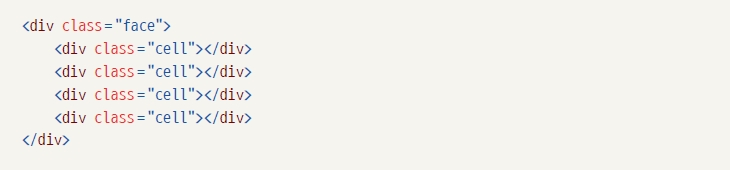 <div class="face">
    <div class="cell"></div>
    <div class="cell"></div>
    <div class="cell"></div>
    <div class="cell"></div>
</div>